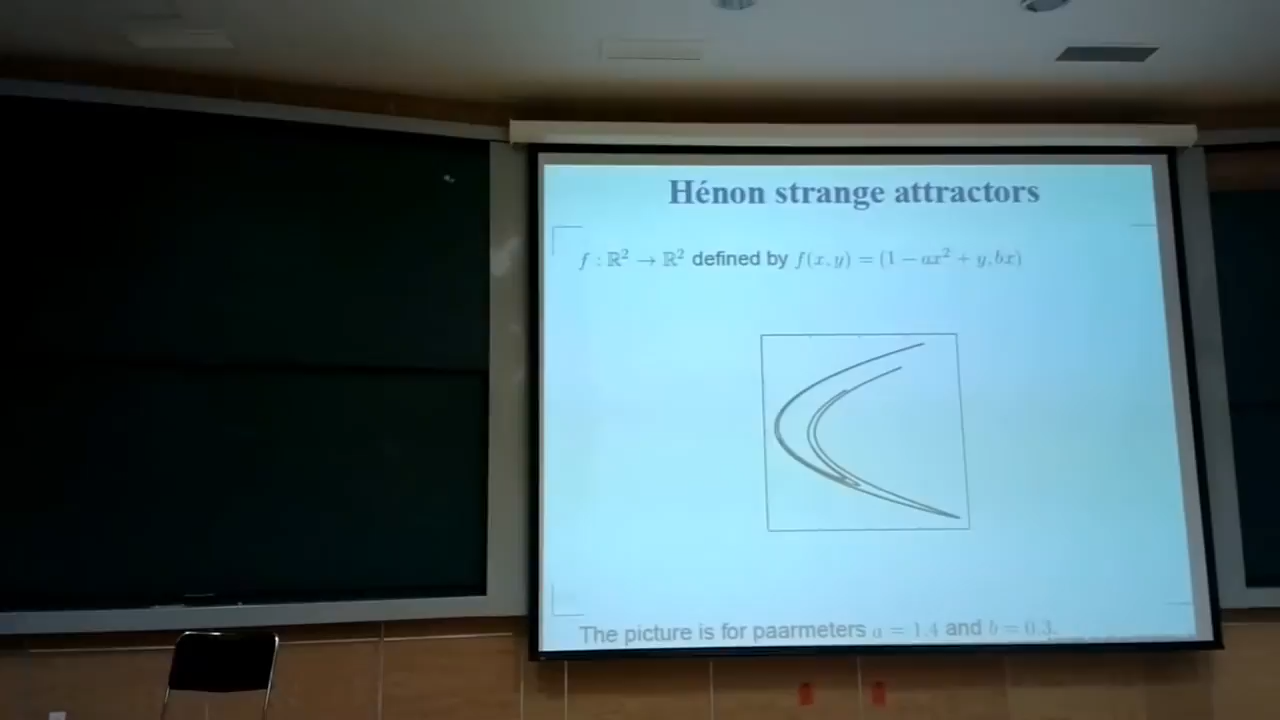 Hénon strange attractors
f : ℝ² → ℝ² defined by f(x, y) = (1 − ax² + y, bx)
The picture is for paarmeters a = 1.4 and b = 0.3.